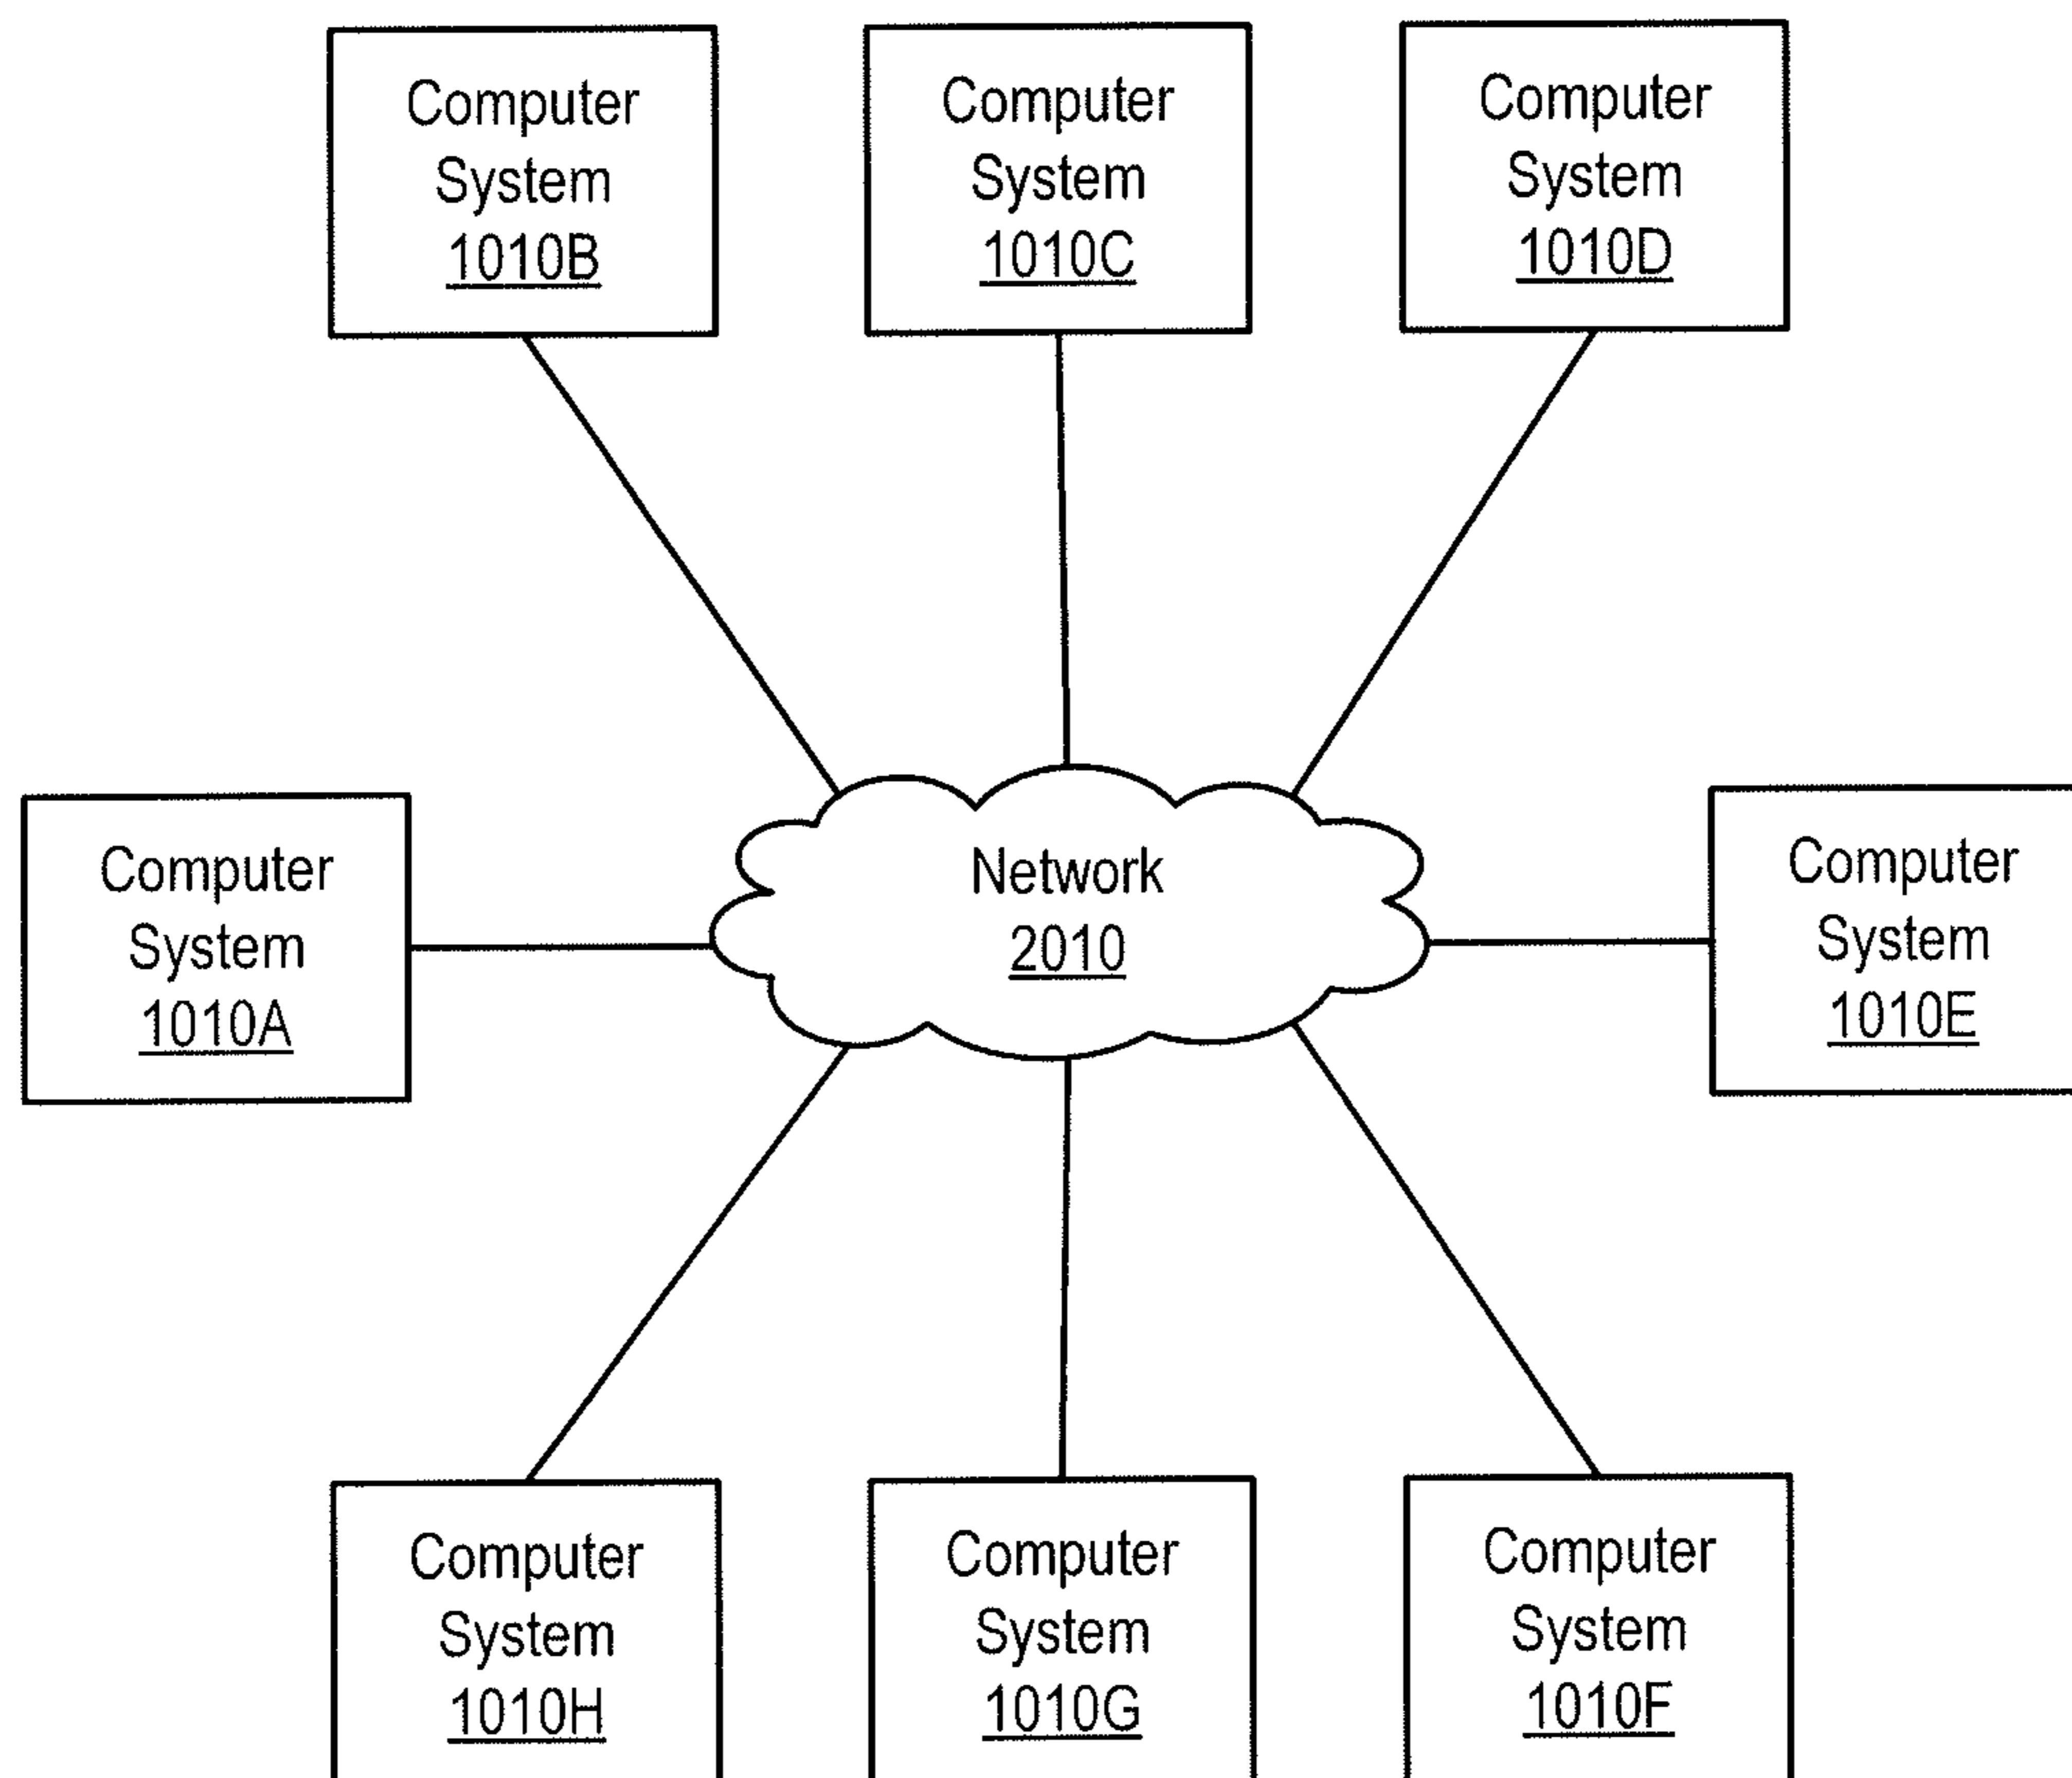 Computer
System
1010B
Computer
System
1010C
Computer
System
1010D
Computer
System
1010A
Network
2010
Computer
System
1010E
Computer
System
1010H
Computer
System
1010G
Computer
System
1010F